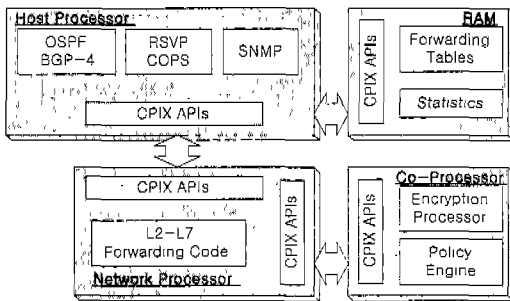 Host Processor
OSPF
BGP-4
RSVP
COPS
SNMP
CPIX APIs
RAM
CPIX APIs
Forwarding
Tables
Statistics
CPIX APIs
L2-L7
Forwarding Code
Network Processor
CPIX APIs
Co-Processor
CPIX APIs
Encryption
Processor
Policy
Engine